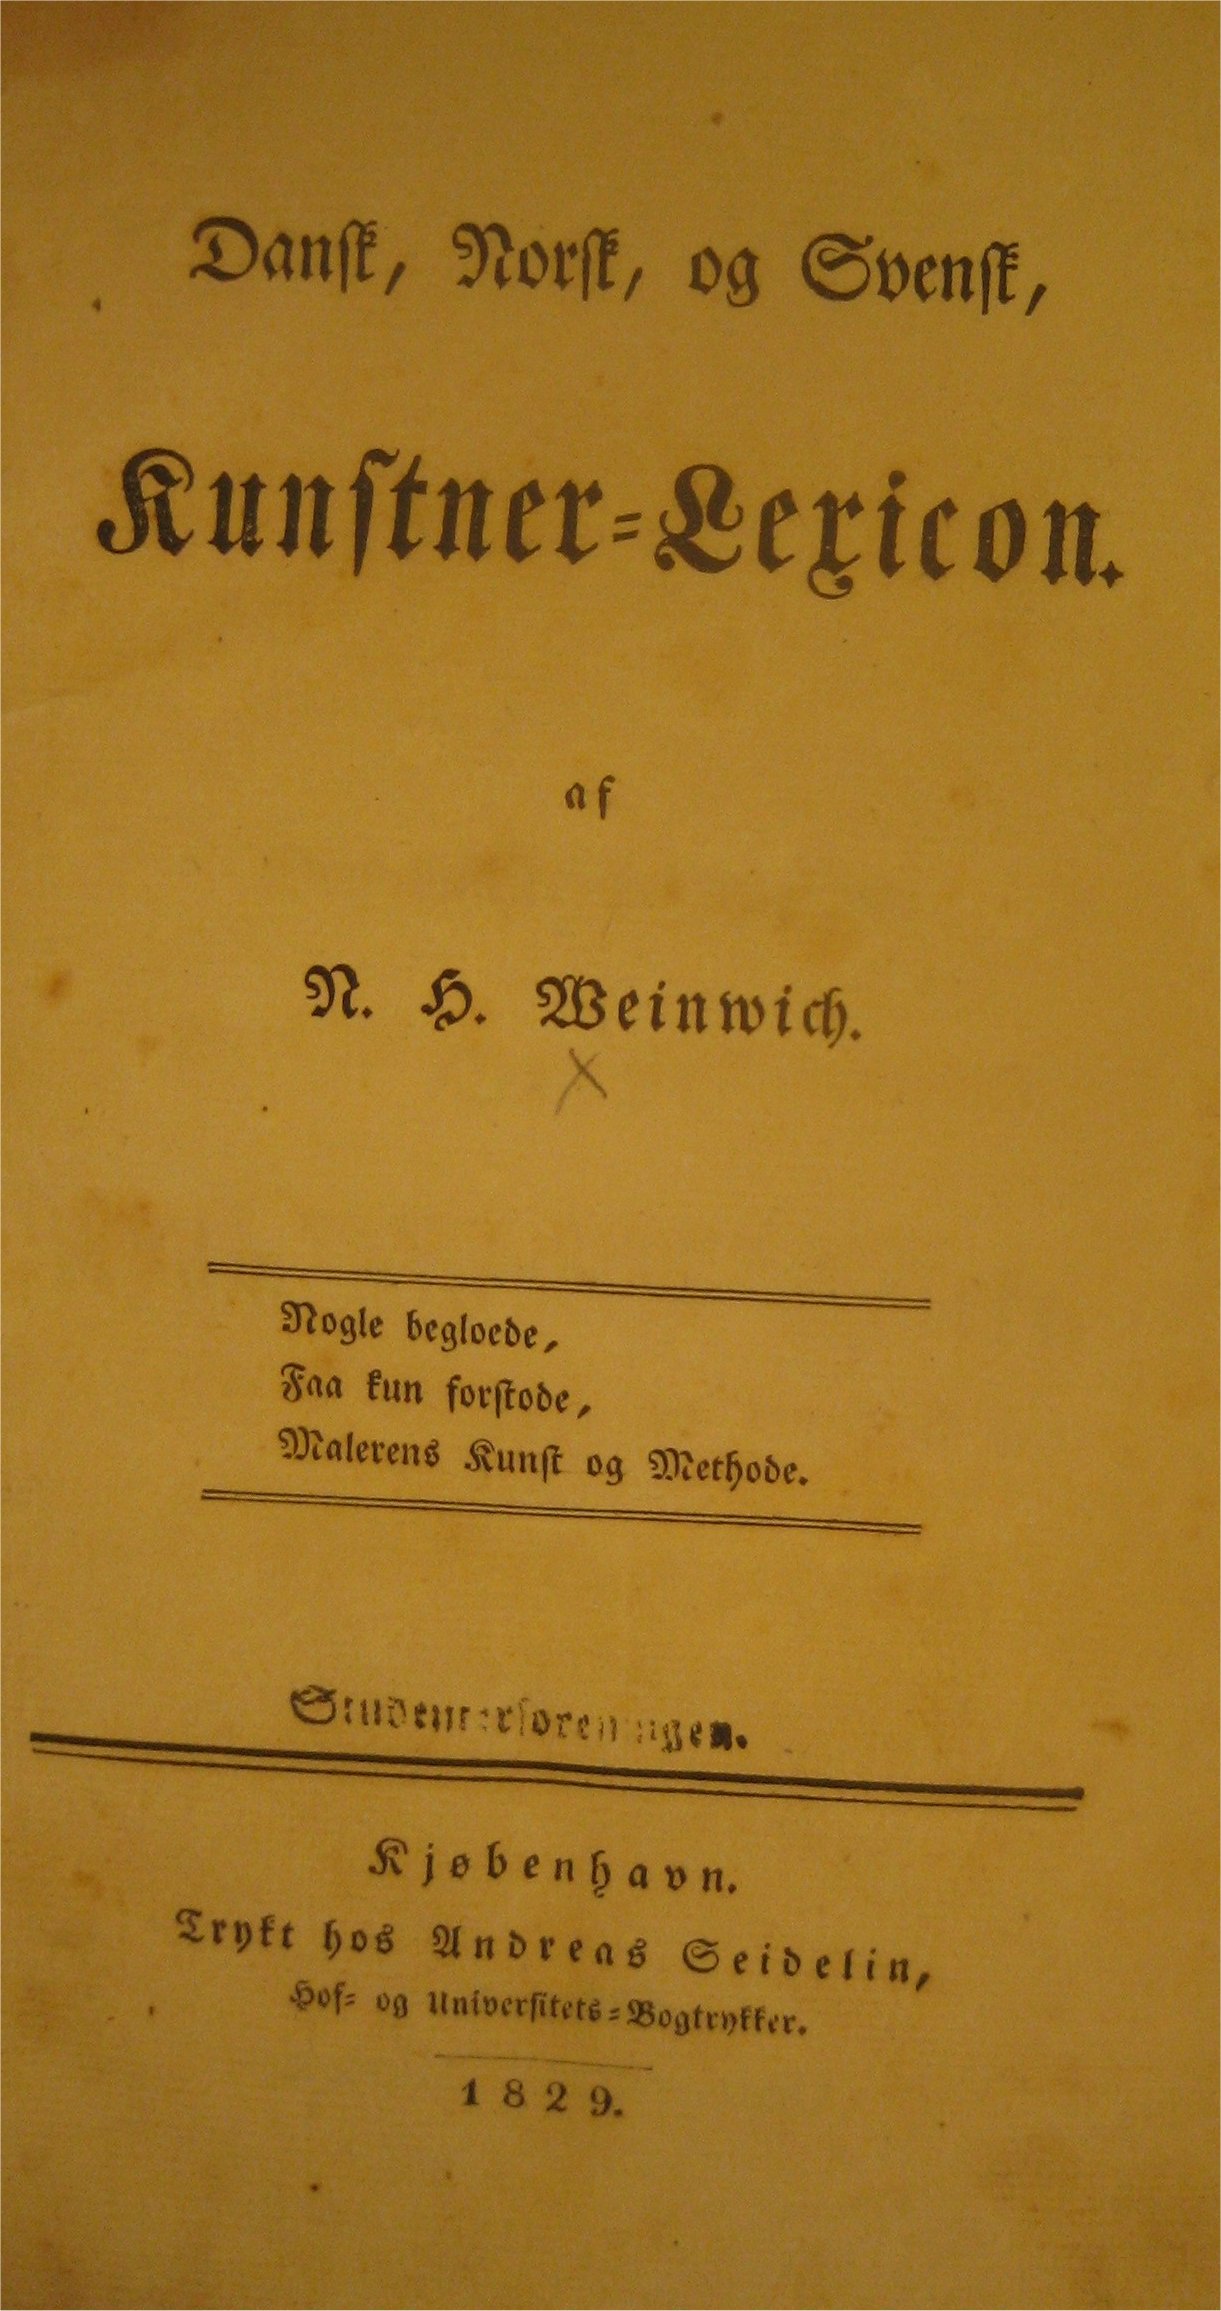 Dansk, Norsk, og Svensk,
Kunstner-Lexicon.
af
N. H. Weinwich.
Nogle begloede,
Faa kun forstode,
Malerens Kunst og Methode.
Studenterforeningen.
Kjøbenhavn.
Trykt hos Andreas Seidelin,
Hof- og Universitets-Bogtrykker.
1829.